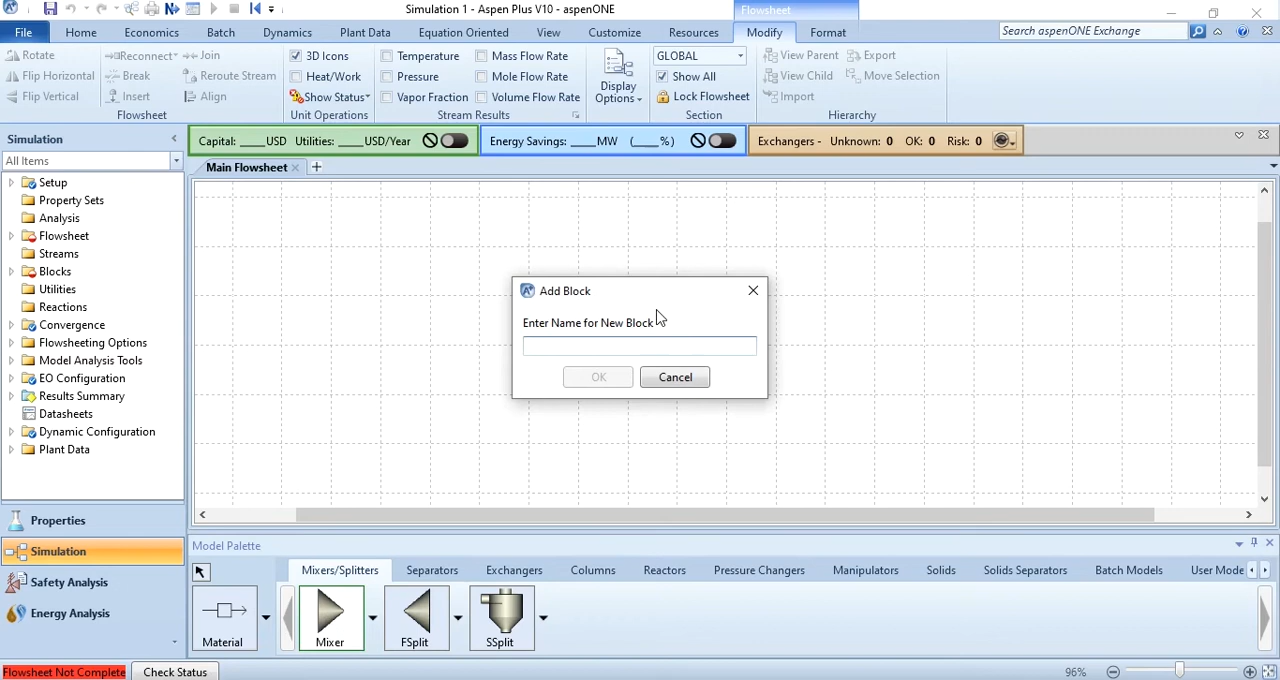 Simulation 1 - Aspen Plus V10 - aspenONE
Flowsheet
File Home Economics Batch Dynamics Plant Data Equation Oriented View Customize Resources Modify Format
Search aspenONE Exchange
Rotate
Flip Horizontal
Flip Vertical
Reconnect
Break
Insert
Join
Reroute Stream
Align
Flowsheet
3D Icons
Heat/Work
Show Status
Unit Operations
Temperature
Pressure
Vapor Fraction
Mass Flow Rate
Mole Flow Rate
Volume Flow Rate
Stream Results
Display
Options
GLOBAL
Show All
Lock Flowsheet
Section
View Parent
View Child
Import
Export
Move Selection
Hierarchy
Simulation
Capital: ____USD Utilities: ____USD/Year
Energy Savings: ____MW (____%)
Exchangers - Unknown: 0 OK: 0 Risk: 0
All Items
Main Flowsheet
Setup
Property Sets
Analysis
Flowsheet
Streams
Blocks
Utilities
Reactions
Convergence
Flowsheeting Options
Model Analysis Tools
EO Configuration
Results Summary
Datasheets
Dynamic Configuration
Plant Data
Add Block
Enter Name for New Block
OK
Cancel
Properties
Simulation
Safety Analysis
Energy Analysis
Model Palette
Mixers/Splitters Separators Exchangers Columns Reactors Pressure Changers Manipulators Solids Solids Separators Batch Models User Mode
Material
Mixer
FSplit
SSplit
Flowsheet Not Complete
Check Status
96%